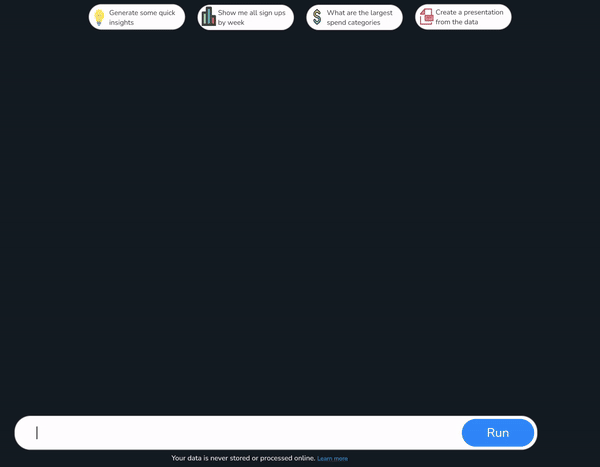 Generate some quick
insights
Show me all sign ups
by week
What are the largest
spend categories
Create a presentation
from the data
Run
Your data is never stored or processed online. Learn more